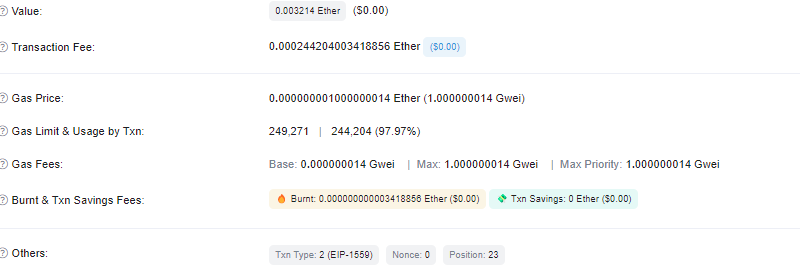 Value: 0.003214 Ether ($0.00)
Transaction Fee: 0.000244204003418856 Ether ($0.00)
Gas Price: 0.000000001000000014 Ether (1.000000014 Gwei)
Gas Limit & Usage by Txn: 249,271 | 244,204 (97.97%)
Gas Fees: Base: 0.000000014 Gwei | Max: 1.000000014 Gwei | Max Priority: 1.000000014 Gwei
Burnt & Txn Savings Fees: Burnt: 0.000000000003418856 Ether ($0.00) Txn Savings: 0 Ether ($0.00)
Others: Txn Type: 2 (EIP-1559) Nonce: 0 Position: 23